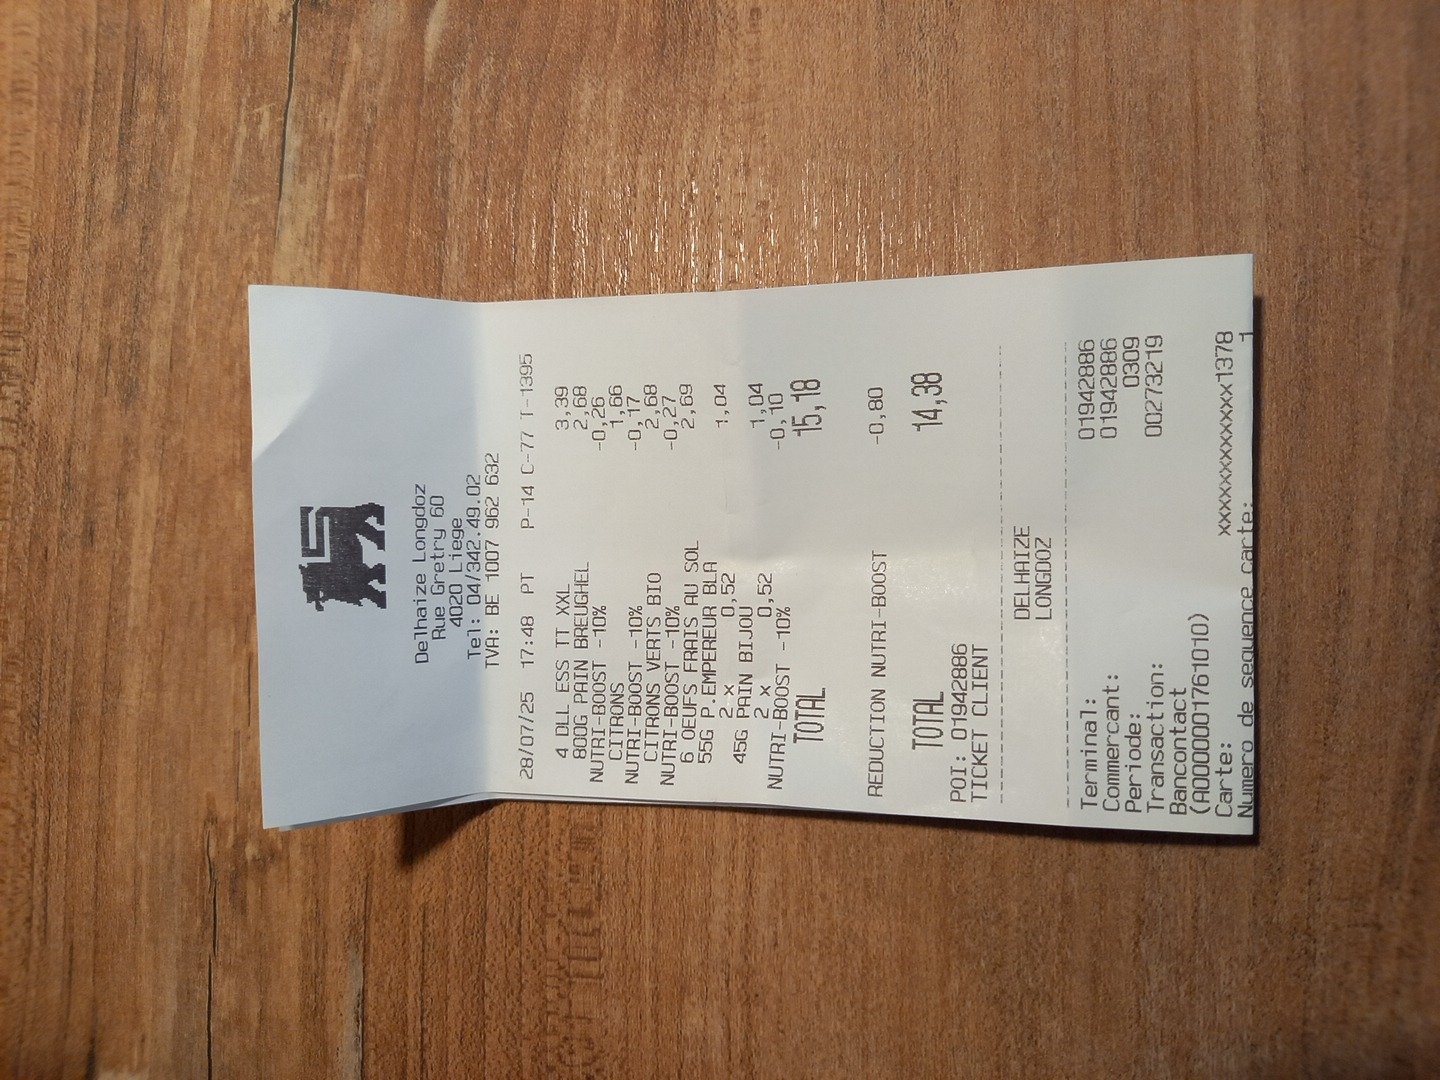 Delhaize Longdoz
Rue Gretry 60
4020 Liege
Tel: 04/342.49.02
TVA: BE 1007 962 632
28/07/25 17:48 PT P-14 C-77 T-1395
4 DLL ESS TT XXL 3,39
800G PAIN BREUGHEL 2,68
NUTRI-BOOST -10% -0,26
CITRONS 1,66
NUTRI-BOOST -10% -0,17
CITRONS VERTS BIO 2,68
NUTRI-BOOST -10% -0,27
6 OEUFS FRAIS AU SOL 2,69
55G P.EMPEREUR BLA
2 x 0,52 1,04
45G PAIN BIJOU
2 x 0,52 1,04
NUTRI-BOOST -10% -0,10
TOTAL 15,18
REDUCTION NUTRI-BOOST -0,80
TOTAL 14,38
POI: 01942886
TICKET CLIENT
DELHAIZE
LONGDOZ
Terminal: 01942886
Commercant: 01942886
Periode: 0309
Transaction: 00273219
Bancontact
(A0000001761010)
Carte: xxxxxxxxxxxxx1378
Numero de sequence carte: 1